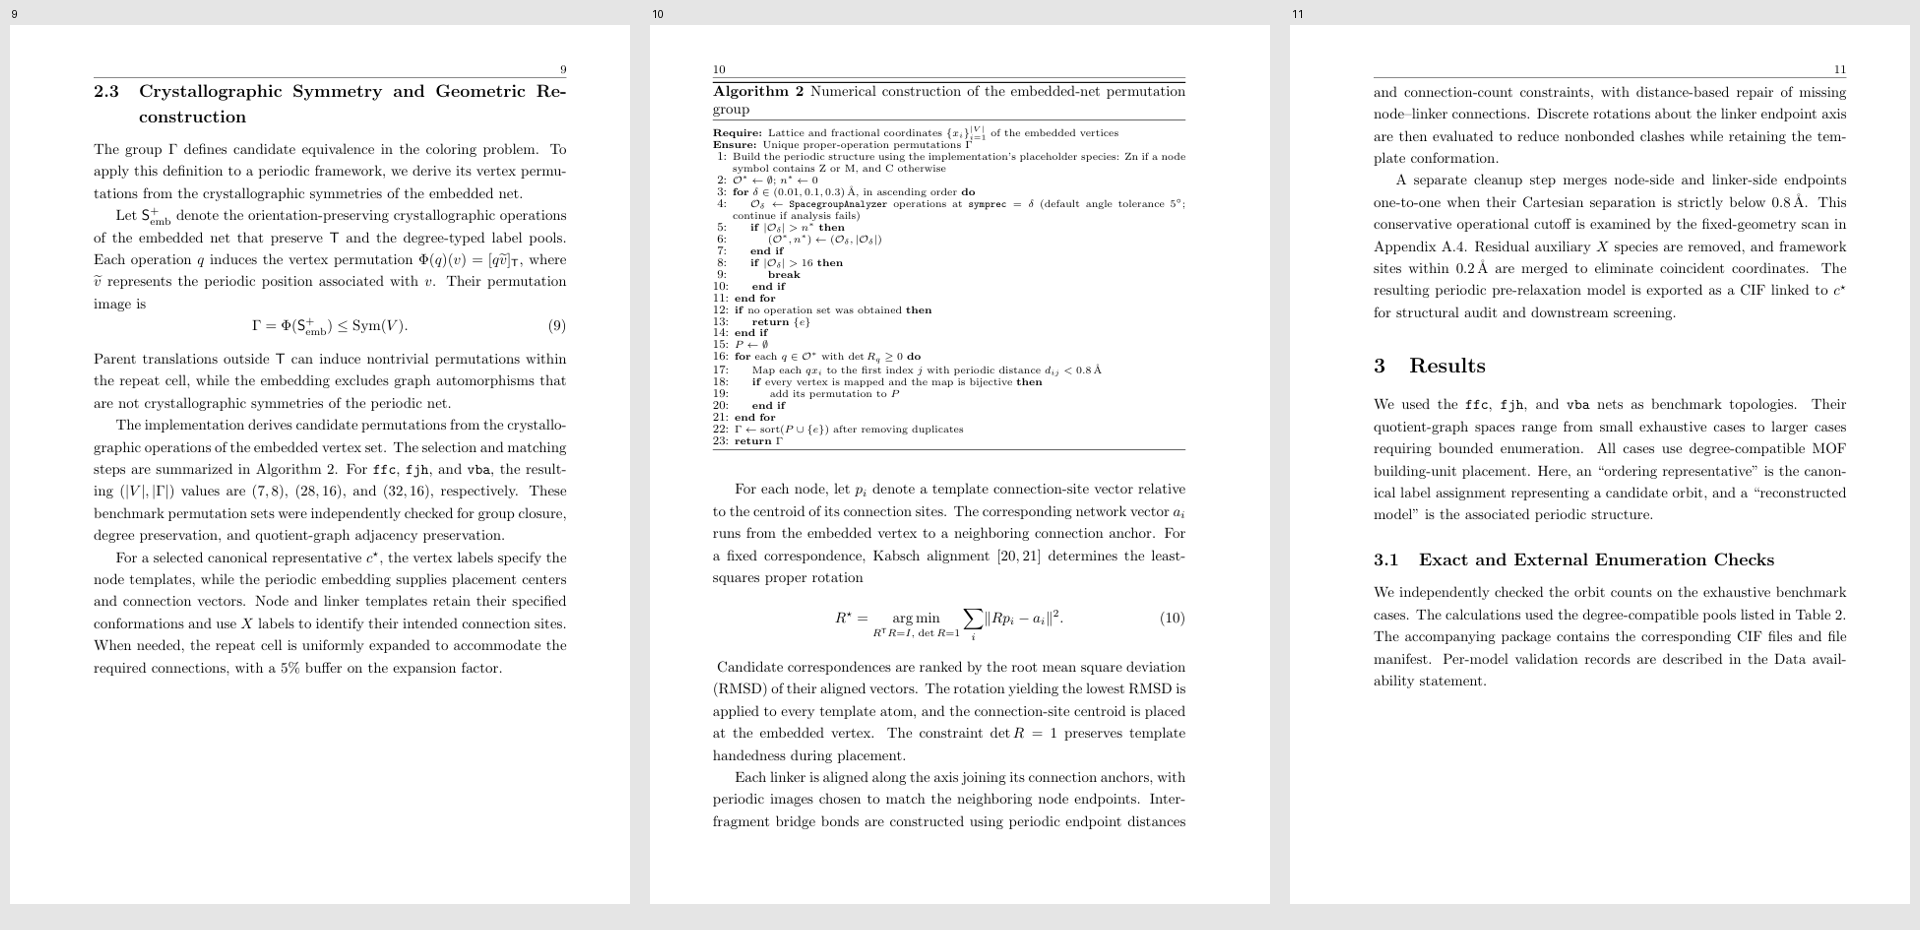 9
9
2.3 Crystallographic Symmetry and Geometric Re-
construction
The group Γ defines candidate equivalence in the coloring problem. To
apply this definition to a periodic framework, we derive its vertex permu-
tations from the crystallographic symmetries of the embedded net.
Let S⁺_emb denote the orientation-preserving crystallographic operations
of the embedded net that preserve T and the degree-typed label pools.
Each operation q induces the vertex permutation Φ(q)(v) = [qṽ]_T, where
ṽ represents the periodic position associated with v. Their permutation
image is
Γ = Φ(S⁺_emb) ≤ Sym(V). (9)
Parent translations outside T can induce nontrivial permutations within
the repeat cell, while the embedding excludes graph automorphisms that
are not crystallographic symmetries of the periodic net.
The implementation derives candidate permutations from the crystallo-
graphic operations of the embedded vertex set. The selection and matching
steps are summarized in Algorithm 2. For ffc, fjh, and vba, the result-
ing (|V|, |Γ|) values are (7, 8), (28, 16), and (32, 16), respectively. These
benchmark permutation sets were independently checked for group closure,
degree preservation, and quotient-graph adjacency preservation.
For a selected canonical representative c⋆, the vertex labels specify the
node templates, while the periodic embedding supplies placement centers
and connection vectors. Node and linker templates retain their specified
conformations and use X labels to identify their intended connection sites.
When needed, the repeat cell is uniformly expanded to accommodate the
required connections, with a 5% buffer on the expansion factor.
10
10
Algorithm 2 Numerical construction of the embedded-net permutation
group
Require: Lattice and fractional coordinates {x_i}_{i=1}^{|V|} of the embedded vertices
Ensure: Unique proper-operation permutations Γ
1: Build the periodic structure using the implementation's placeholder species: Zn if a node
symbol contains Z or M, and C otherwise
2: 𝒪* ← ∅; n* ← 0
3: for δ ∈ (0.01, 0.1, 0.3) Å, in ascending order do
4: 𝒪_δ ← SpacegroupAnalyzer operations at symprec = δ (default angle tolerance 5°;
continue if analysis fails)
5: if |𝒪_δ| > n* then
6: (𝒪*, n*) ← (𝒪_δ, |𝒪_δ|)
7: end if
8: if |𝒪_δ| > 16 then
9: break
10: end if
11: end for
12: if no operation set was obtained then
13: return {e}
14: end if
15: P ← ∅
16: for each q ∈ 𝒪* with det R_q ≥ 0 do
17: Map each qx_i to the first index j with periodic distance d_ij < 0.8 Å
18: if every vertex is mapped and the map is bijective then
19: add its permutation to P
20: end if
21: end for
22: Γ ← sort(P ∪ {e}) after removing duplicates
23: return Γ
For each node, let p_i denote a template connection-site vector relative
to the centroid of its connection sites. The corresponding network vector a_i
runs from the embedded vertex to a neighboring connection anchor. For
a fixed correspondence, Kabsch alignment [20, 21] determines the least-
squares proper rotation
R⋆ = arg min_{R^T R=I, det R=1} ∑_i ‖Rp_i − a_i‖². (10)
Candidate correspondences are ranked by the root mean square deviation
(RMSD) of their aligned vectors. The rotation yielding the lowest RMSD is
applied to every template atom, and the connection-site centroid is placed
at the embedded vertex. The constraint det R = 1 preserves template
handedness during placement.
Each linker is aligned along the axis joining its connection anchors, with
periodic images chosen to match the neighboring node endpoints. Inter-
fragment bridge bonds are constructed using periodic endpoint distances
11
11
and connection-count constraints, with distance-based repair of missing
node–linker connections. Discrete rotations about the linker endpoint axis
are then evaluated to reduce nonbonded clashes while retaining the tem-
plate conformation.
A separate cleanup step merges node-side and linker-side endpoints
one-to-one when their Cartesian separation is strictly below 0.8 Å. This
conservative operational cutoff is examined by the fixed-geometry scan in
Appendix A.4. Residual auxiliary X species are removed, and framework
sites within 0.2 Å are merged to eliminate coincident coordinates. The
resulting periodic pre-relaxation model is exported as a CIF linked to c⋆
for structural audit and downstream screening.
3 Results
We used the ffc, fjh, and vba nets as benchmark topologies. Their
quotient-graph spaces range from small exhaustive cases to larger cases
requiring bounded enumeration. All cases use degree-compatible MOF
building-unit placement. Here, an “ordering representative” is the canon-
ical label assignment representing a candidate orbit, and a “reconstructed
model” is the associated periodic structure.
3.1 Exact and External Enumeration Checks
We independently checked the orbit counts on the exhaustive benchmark
cases. The calculations used the degree-compatible pools listed in Table 2.
The accompanying package contains the corresponding CIF files and file
manifest. Per-model validation records are described in the Data avail-
ability statement.